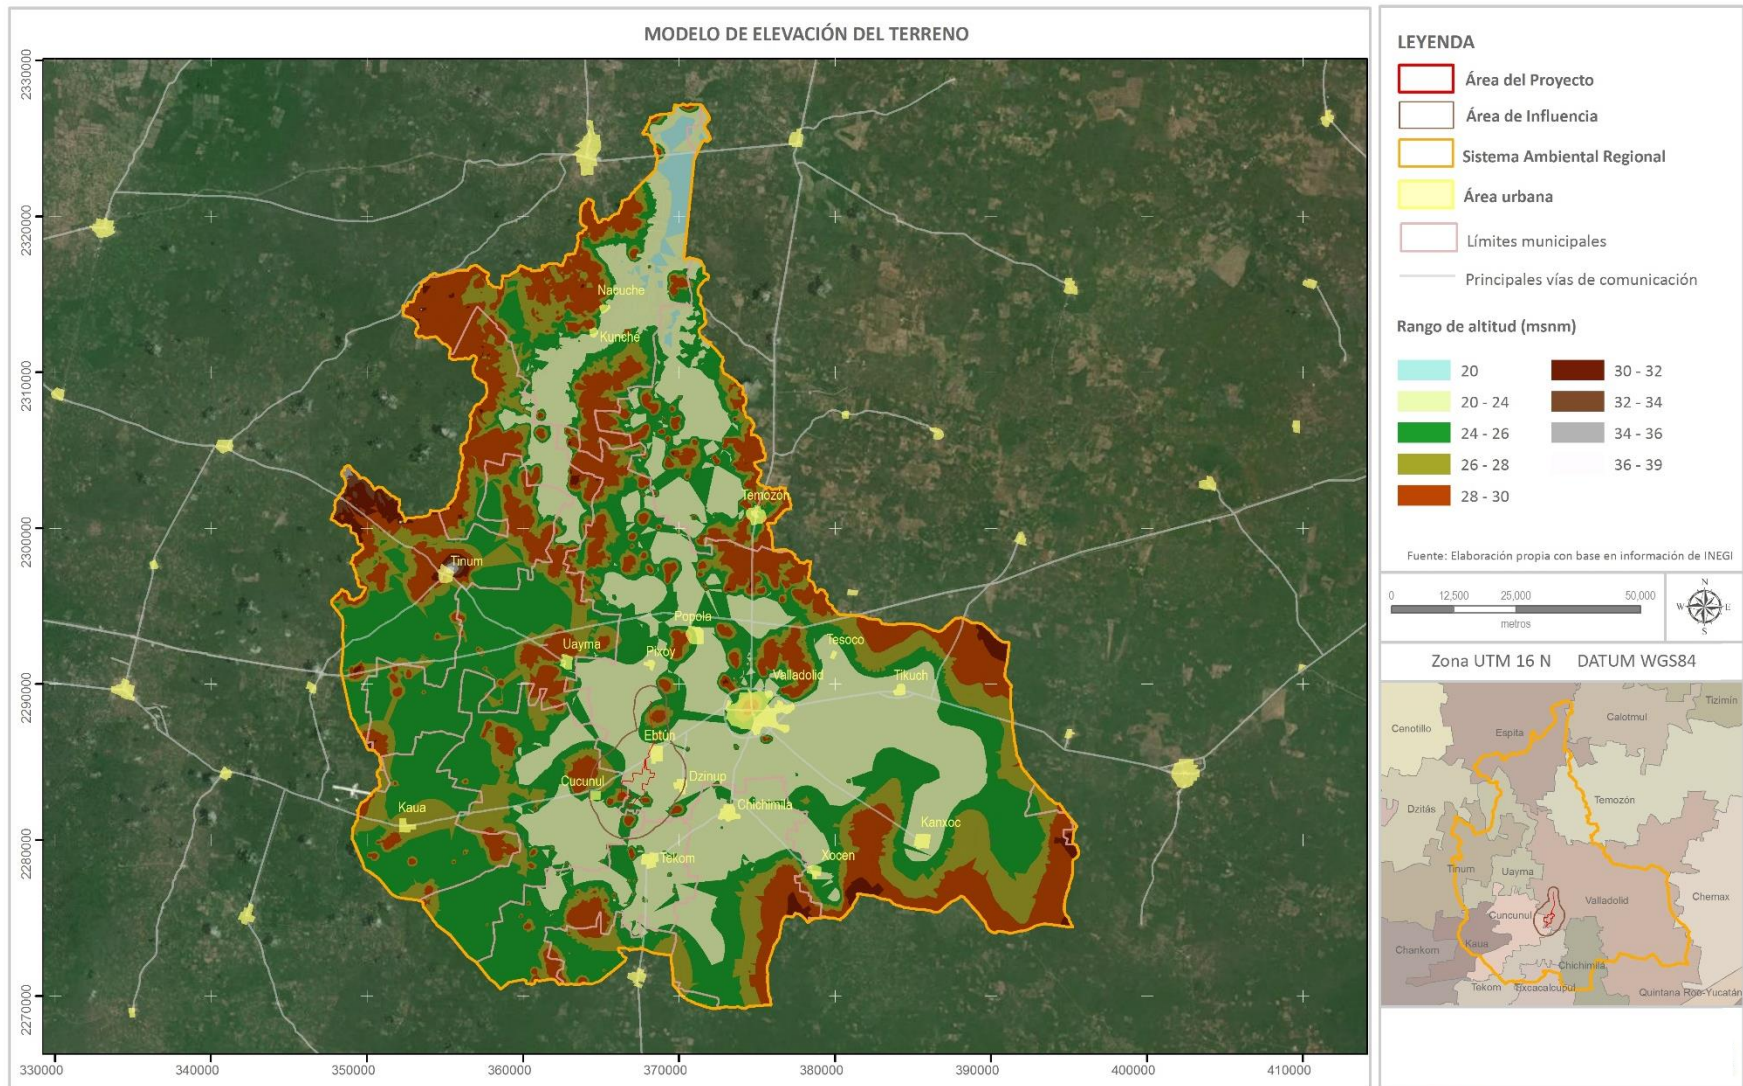 MODELO DE ELEVACIÓN DEL TERRENO
2330000
2320000
2310000
2300000
2290000
2280000
2270000
330000
340000
350000
360000
370000
380000
390000
400000
410000
Nacuche
Kunché
Temozón
Tinum
Popola
Uayma
Pixoy
Tesoco
Valladolid
Tikuch
Ebtún
Cucunul
Dzinup
Kaua
Chichimila
Kanxoc
Tekom
Xocen
LEYENDA
Área del Proyecto
Área de Influencia
Sistema Ambiental Regional
Área urbana
Límites municipales
Principales vías de comunicación
Rango de altitud (msnm)
20
20 - 24
24 - 26
26 - 28
28 - 30
30 - 32
32 - 34
34 - 36
36 - 39
Fuente: Elaboración propia con base en información de INEGI
0 12,500 25,000 50,000
metros
N
W E
S
Zona UTM 16 N DATUM WGS84
Tizimín
Calotmul
Cenotillo
Espita
Temozón
Dzitás
Tinum
Uayma
Valladolid
Chemax
Cuncunul
Chankom
Kaua
Chichimilá
Tekom
Quintana Roo-Yucatán